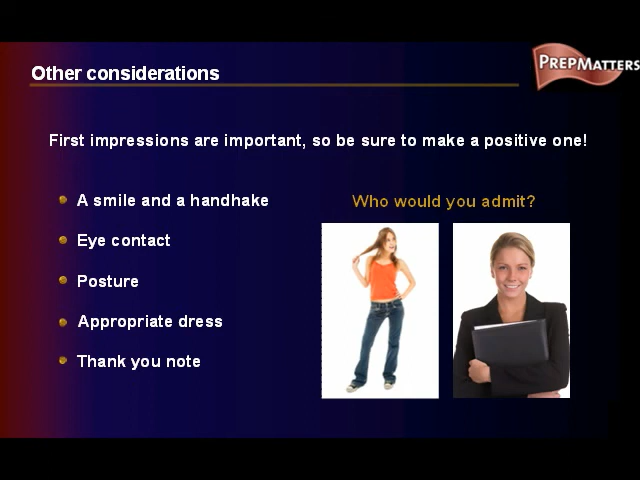 Other considerations
PREPMATTERS
First impressions are important, so be sure to make a positive one!
A smile and a handhake
Eye contact
Posture
Appropriate dress
Thank you note
Who would you admit?